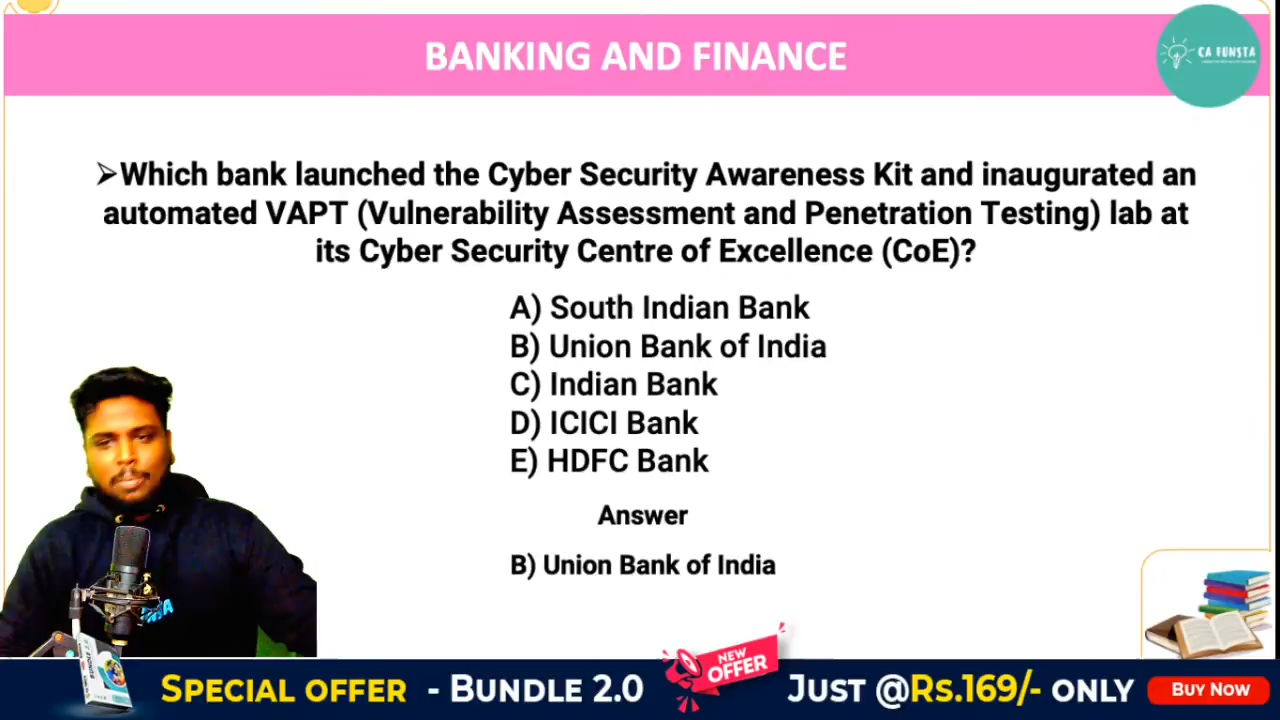 BANKING AND FINANCE
CA FUNSTA
➢Which bank launched the Cyber Security Awareness Kit and inaugurated an
automated VAPT (Vulnerability Assessment and Penetration Testing) lab at
its Cyber Security Centre of Excellence (CoE)?
A) South Indian Bank
B) Union Bank of India
C) Indian Bank
D) ICICI Bank
E) HDFC Bank
Answer
B) Union Bank of India
BUNDLE 2.0
SPECIAL OFFER - BUNDLE 2.0
NEW
OFFER
JUST @Rs.169/- ONLY
Buy Now